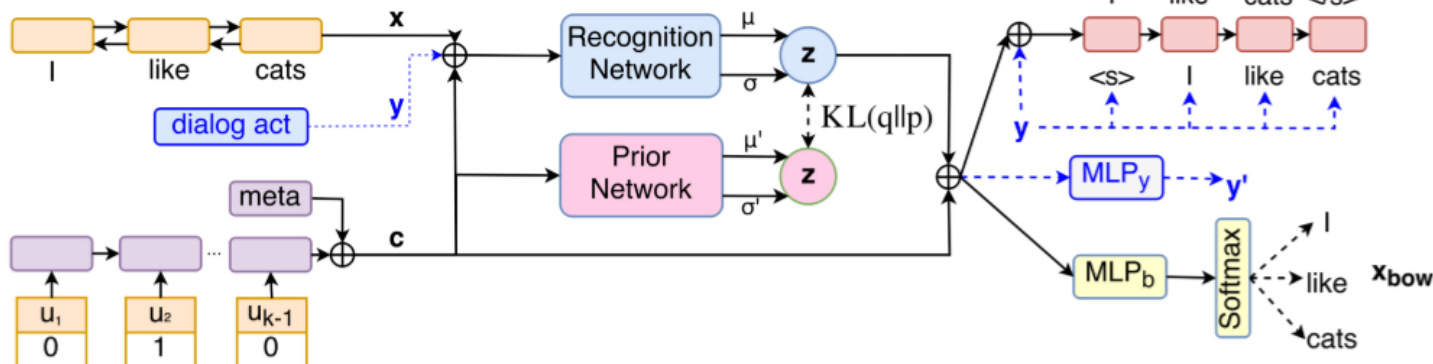 I like cats </s>
x
μ
Recognition
Network
z
σ
I like cats
<s> I like cats
y
dialog act
KL(q||p)
y
μ'
Prior
Network
z
σ'
MLPy
y'
meta
c
...
I
MLPb
Softmax
like
xbow
cats
u1
u2
uk-1
0
1
0